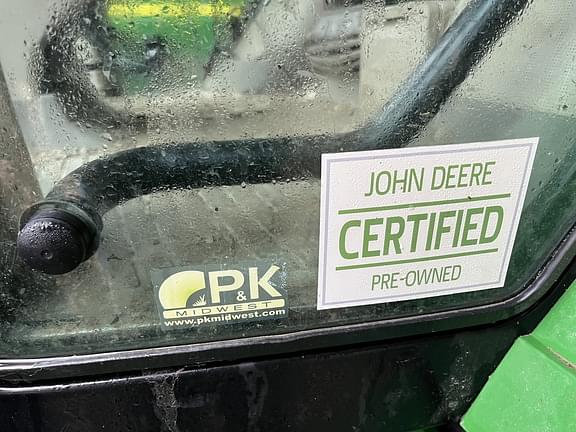 JOHN DEERE
CERTIFIED
PRE-OWNED
P&K
MIDWEST
www.pkmidwest.com